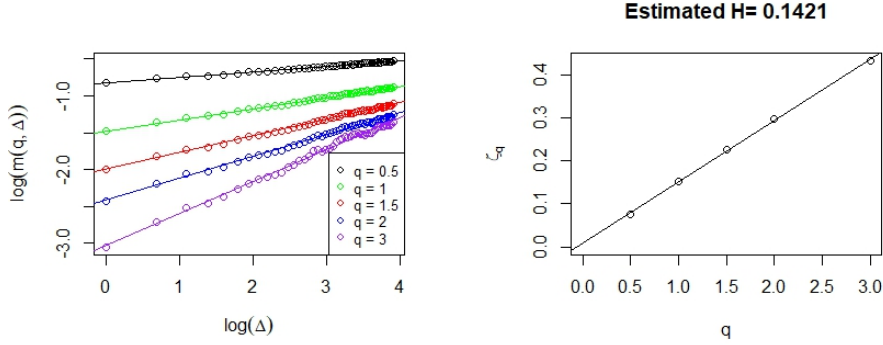 Estimated H= 0.1421
log(m(q, Δ))
-1.0
-2.0
-3.0
q = 0.5
q = 1
q = 1.5
q = 2
q = 3
0 1 2 3 4
log(Δ)
ζq
0.4
0.3
0.2
0.1
0.0
0.0 0.5 1.0 1.5 2.0 2.5 3.0
q